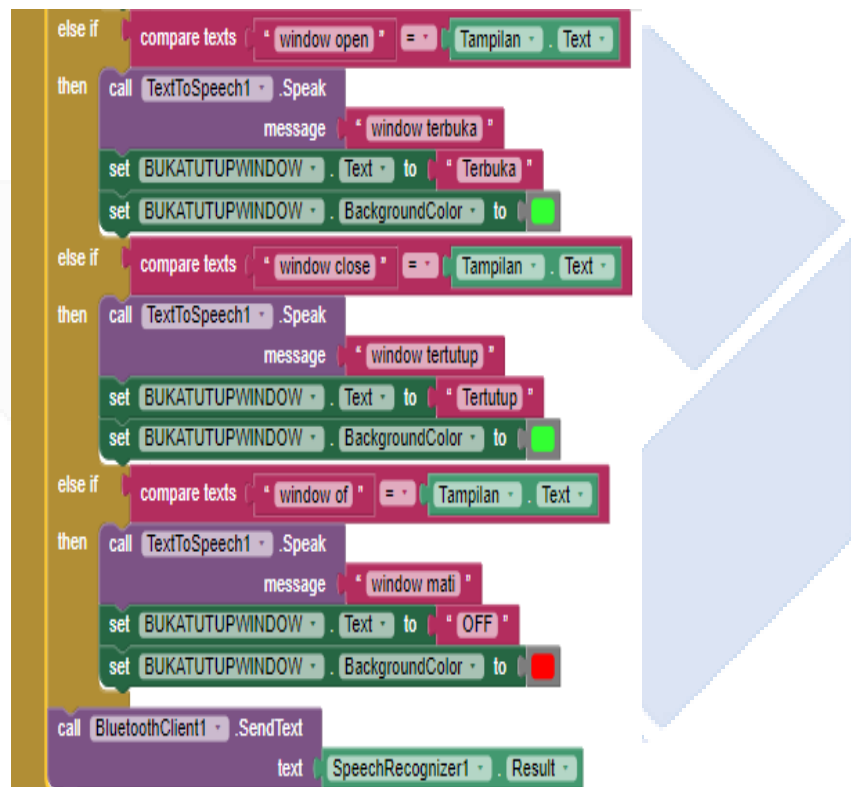 else if compare texts " window open " = Tampilan . Text
then call TextToSpeech1 .Speak
message " window terbuka "
set BUKATUTUPWINDOW . Text to " Terbuka "
set BUKATUTUPWINDOW . BackgroundColor to
else if compare texts " window close " = Tampilan . Text
then call TextToSpeech1 .Speak
message " window tertutup "
set BUKATUTUPWINDOW . Text to " Tertutup "
set BUKATUTUPWINDOW . BackgroundColor to
else if compare texts " window of " = Tampilan . Text
then call TextToSpeech1 .Speak
message " window mati "
set BUKATUTUPWINDOW . Text to " OFF "
set BUKATUTUPWINDOW . BackgroundColor to
call BluetoothClient1 .SendText
text SpeechRecognizer1 . Result